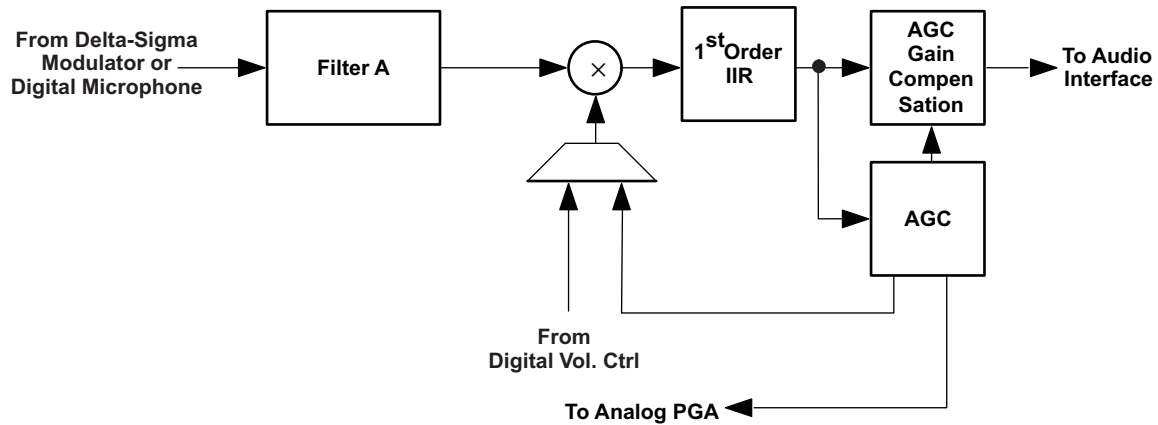 From Delta-Sigma
Modulator or
Digital Microphone
Filter A
×
1st Order
IIR
AGC
Gain
Compen
Sation
To Audio
Interface
AGC
From
Digital Vol. Ctrl
To Analog PGA